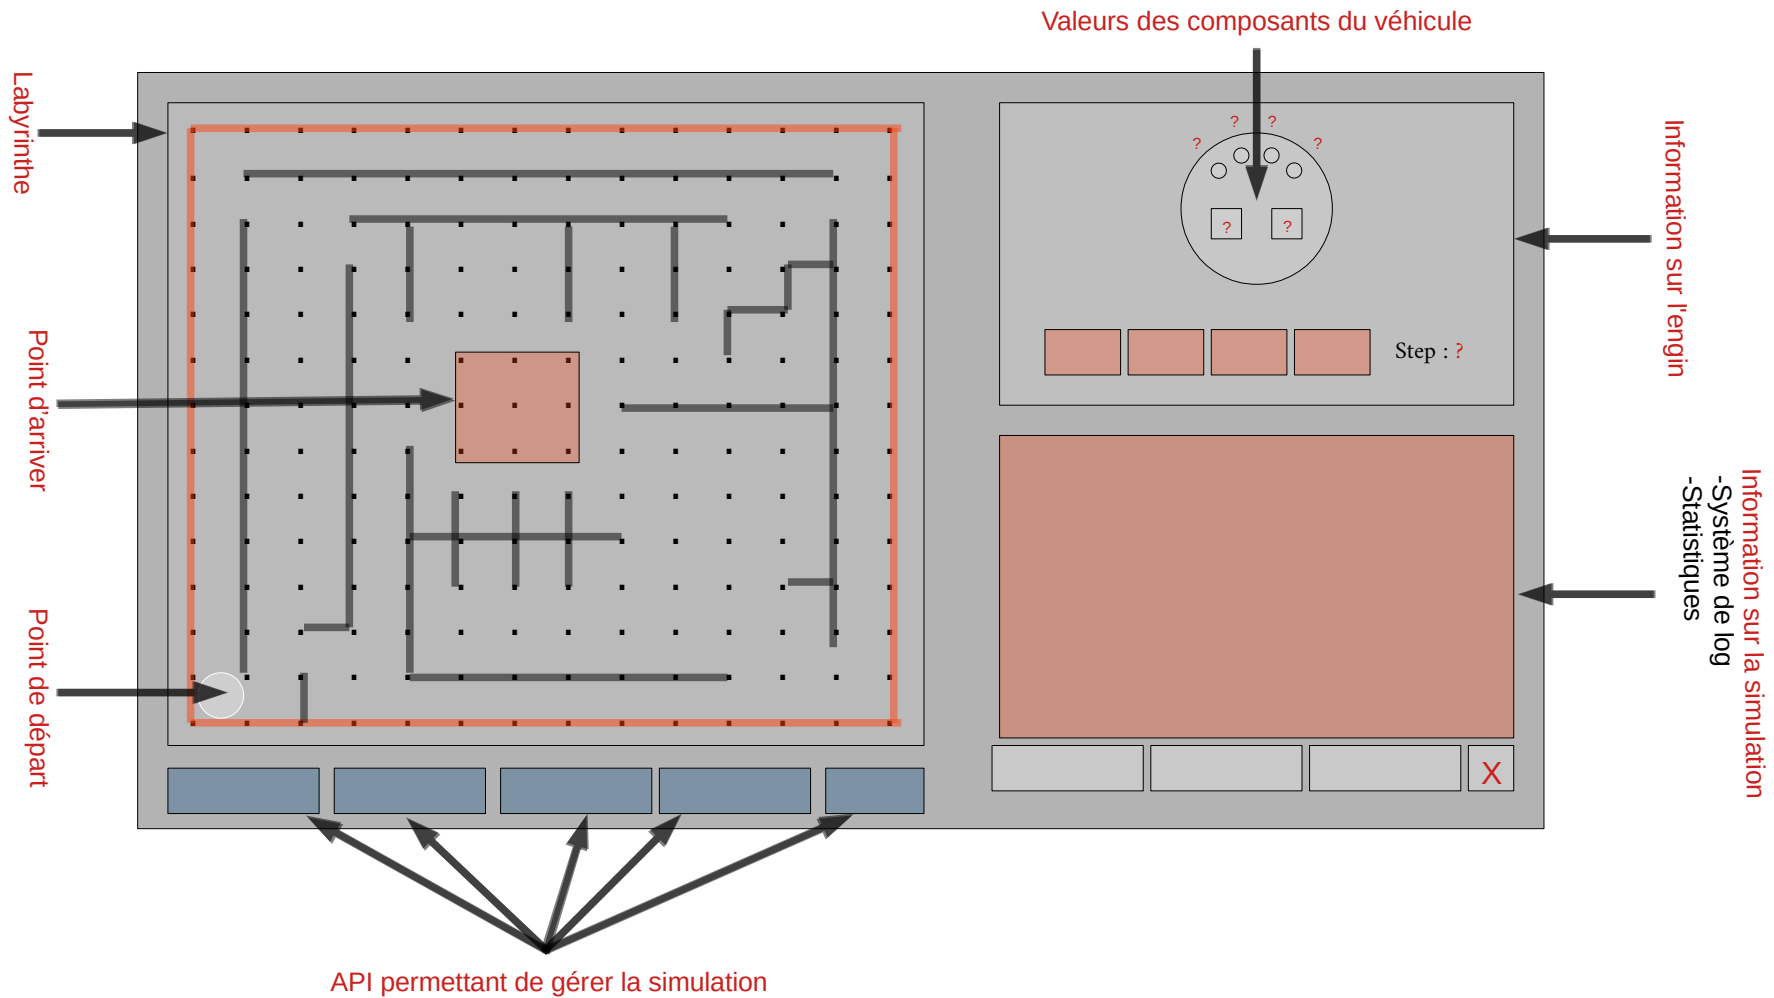 Valeurs des composants du véhicule
Labyrinthe
? ?
? ?
? ?
Information sur l'engin
Point d'arriver
Step : ?
Information sur la simulation
-Système de log
-Statistiques
Point de départ
X
API permettant de gérer la simulation